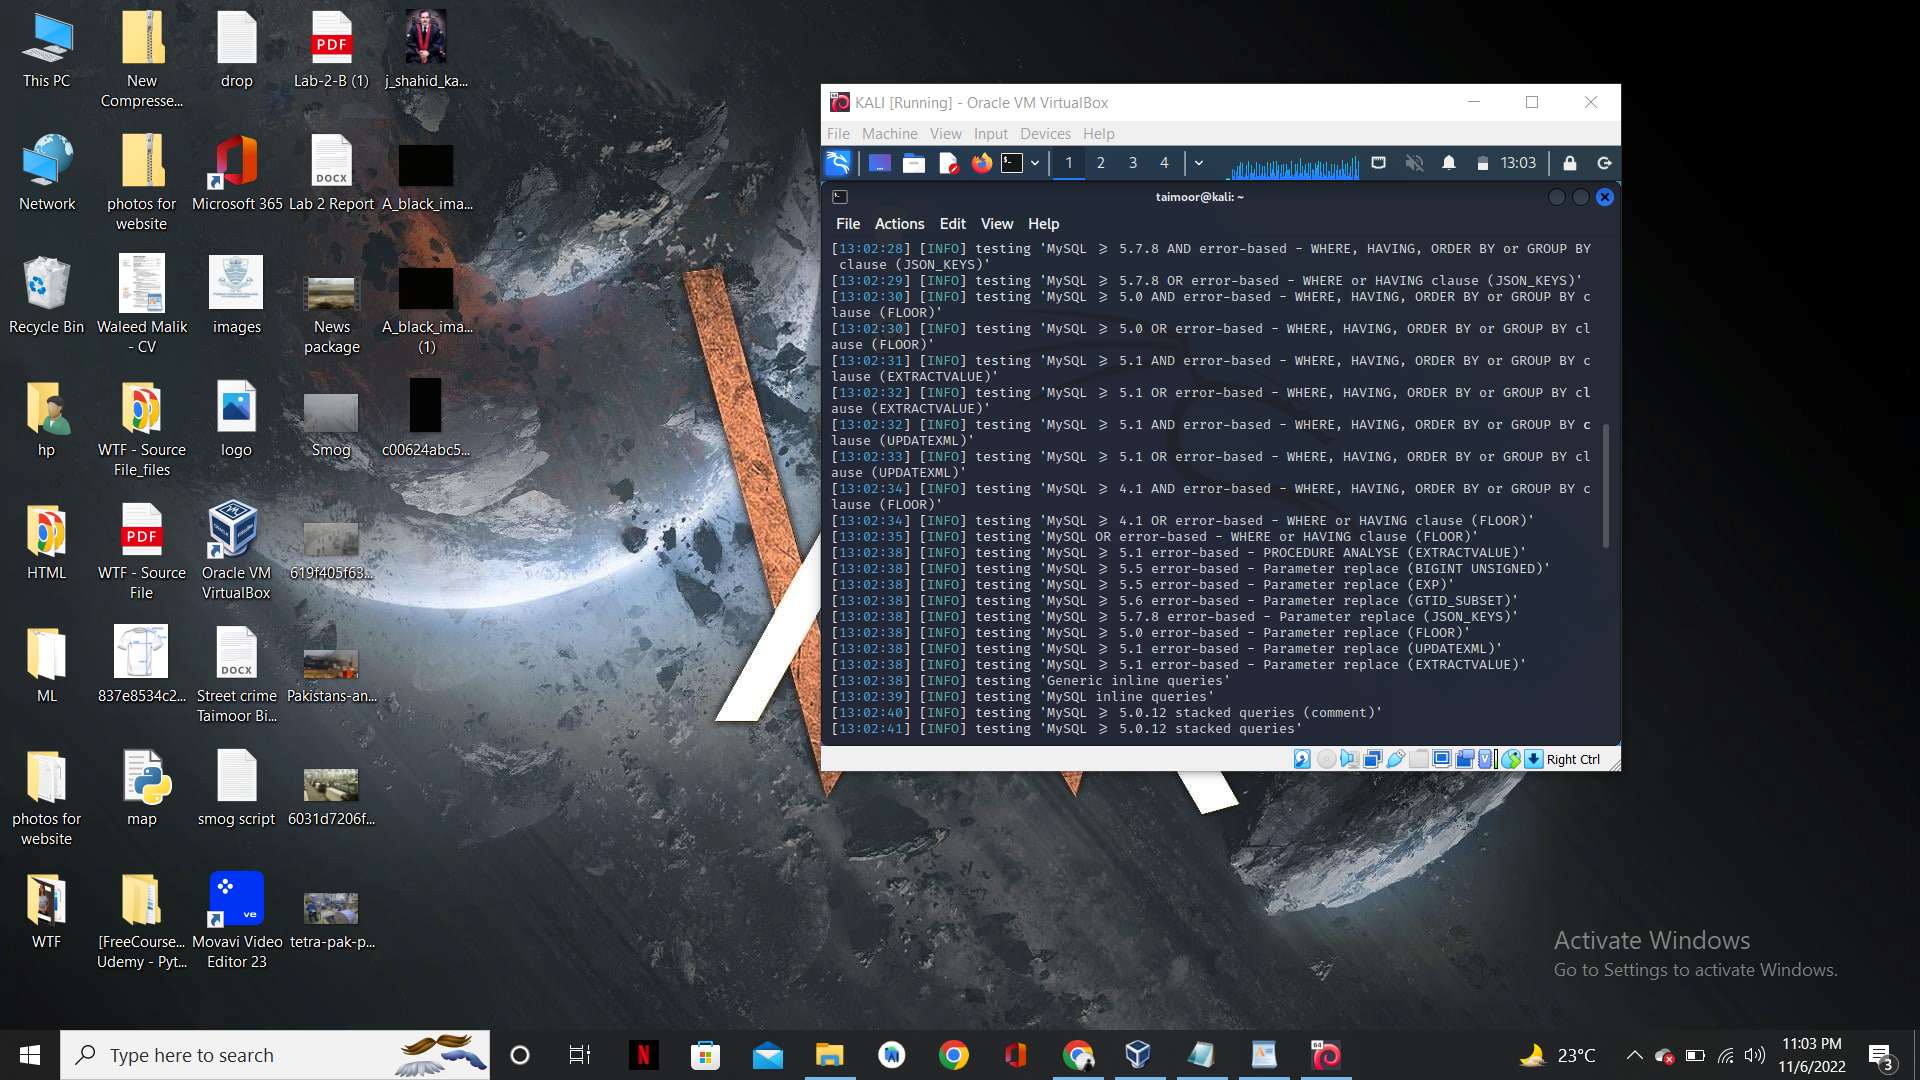 This PC
New
Compresse...
drop
PDF
Lab-2-B (1)
j_shahid_ka...
Network
photos for
website
Microsoft 365
DOCX
Lab 2 Report
A_black_ima...
Recycle Bin
Waleed Malik
- CV
images
News
package
A_black_ima...
(1)
hp
WTF - Source
File_files
logo
Smog
c00624abc5...
HTML
PDF
WTF - Source
File
Oracle VM
VirtualBox
619f405f63...
ML
837e8534c2...
DOCX
Street crime
Taimoor Bi...
Pakistans-an...
photos for
website
map
smog script
6031d7206f...
WTF
[FreeCourse...
Udemy - Pyt...
ve
Movavi Video
Editor 23
tetra-pak-p...
KALI [Running] - Oracle VM VirtualBox
File Machine View Input Devices Help
1 2 3 4 13:03
taimoor@kali: ~
File Actions Edit View Help
[13:02:28] [INFO] testing 'MySQL ≥ 5.7.8 AND error-based - WHERE, HAVING, ORDER BY or GROUP BY
clause (JSON_KEYS)'
[13:02:29] [INFO] testing 'MySQL ≥ 5.7.8 OR error-based - WHERE or HAVING clause (JSON_KEYS)'
[13:02:30] [INFO] testing 'MySQL ≥ 5.0 AND error-based - WHERE, HAVING, ORDER BY or GROUP BY c
lause (FLOOR)'
[13:02:30] [INFO] testing 'MySQL ≥ 5.0 OR error-based - WHERE, HAVING, ORDER BY or GROUP BY cl
ause (FLOOR)'
[13:02:31] [INFO] testing 'MySQL ≥ 5.1 AND error-based - WHERE, HAVING, ORDER BY or GROUP BY c
lause (EXTRACTVALUE)'
[13:02:32] [INFO] testing 'MySQL ≥ 5.1 OR error-based - WHERE, HAVING, ORDER BY or GROUP BY cl
ause (EXTRACTVALUE)'
[13:02:32] [INFO] testing 'MySQL ≥ 5.1 AND error-based - WHERE, HAVING, ORDER BY or GROUP BY c
lause (UPDATEXML)'
[13:02:33] [INFO] testing 'MySQL ≥ 5.1 OR error-based - WHERE, HAVING, ORDER BY or GROUP BY cl
ause (UPDATEXML)'
[13:02:34] [INFO] testing 'MySQL ≥ 4.1 AND error-based - WHERE, HAVING, ORDER BY or GROUP BY c
lause (FLOOR)'
[13:02:34] [INFO] testing 'MySQL ≥ 4.1 OR error-based - WHERE or HAVING clause (FLOOR)'
[13:02:35] [INFO] testing 'MySQL OR error-based - WHERE or HAVING clause (FLOOR)'
[13:02:38] [INFO] testing 'MySQL ≥ 5.1 error-based - PROCEDURE ANALYSE (EXTRACTVALUE)'
[13:02:38] [INFO] testing 'MySQL ≥ 5.5 error-based - Parameter replace (BIGINT UNSIGNED)'
[13:02:38] [INFO] testing 'MySQL ≥ 5.5 error-based - Parameter replace (EXP)'
[13:02:38] [INFO] testing 'MySQL ≥ 5.6 error-based - Parameter replace (GTID_SUBSET)'
[13:02:38] [INFO] testing 'MySQL ≥ 5.7.8 error-based - Parameter replace (JSON_KEYS)'
[13:02:38] [INFO] testing 'MySQL ≥ 5.0 error-based - Parameter replace (FLOOR)'
[13:02:38] [INFO] testing 'MySQL ≥ 5.1 error-based - Parameter replace (UPDATEXML)'
[13:02:38] [INFO] testing 'MySQL ≥ 5.1 error-based - Parameter replace (EXTRACTVALUE)'
[13:02:38] [INFO] testing 'Generic inline queries'
[13:02:39] [INFO] testing 'MySQL inline queries'
[13:02:40] [INFO] testing 'MySQL ≥ 5.0.12 stacked queries (comment)'
[13:02:41] [INFO] testing 'MySQL ≥ 5.0.12 stacked queries'
Right Ctrl
Activate Windows
Go to Settings to activate Windows.
Type here to search
23°C
11:03 PM
11/6/2022
3